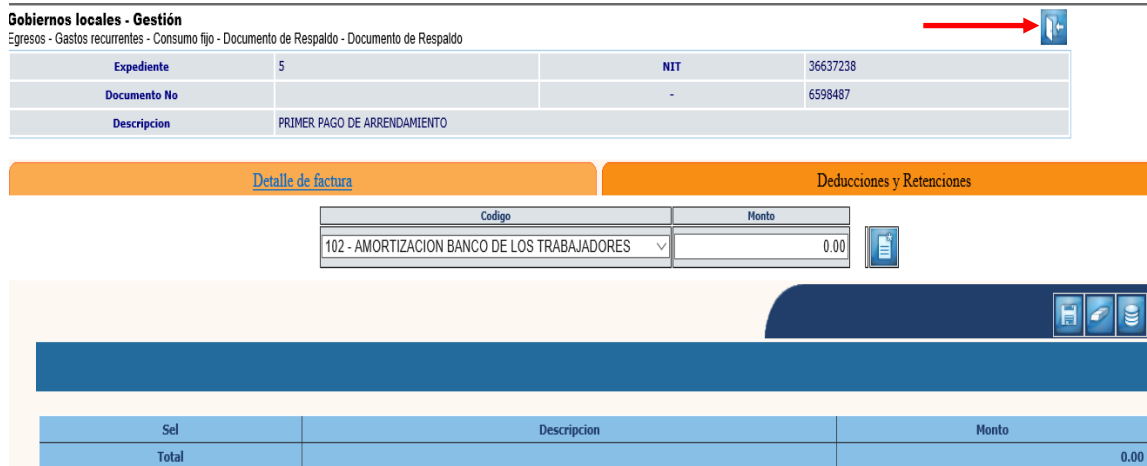 Gobiernos locales - Gestión
Egresos - Gastos recurrentes - Consumo fijo - Documento de Respaldo - Documento de Respaldo
Expediente 5 NIT 36637238
Documento No - 6598487
Descripcion PRIMER PAGO DE ARRENDAMIENTO
Detalle de factura Deducciones y Retenciones
Codigo Monto
102 - AMORTIZACION BANCO DE LOS TRABAJADORES 0.00
Sel Descripcion Monto
Total 0.00